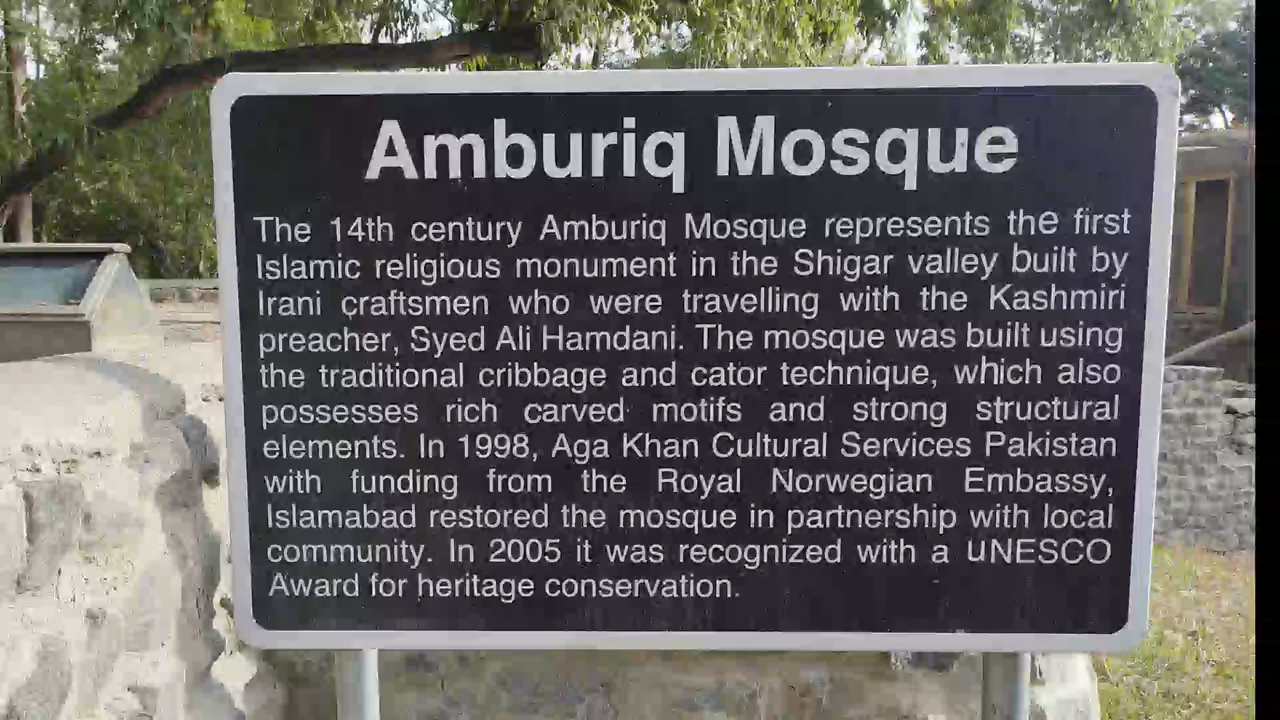 Amburiq Mosque
The 14th century Amburiq Mosque represents the first
Islamic religious monument in the Shigar valley built by
Irani craftsmen who were travelling with the Kashmiri
preacher, Syed Ali Hamdani. The mosque was built using
the traditional cribbage and cator technique, which also
possesses rich carved motifs and strong structural
elements. In 1998, Aga Khan Cultural Services Pakistan
with funding from the Royal Norwegian Embassy,
Islamabad restored the mosque in partnership with local
community. In 2005 it was recognized with a UNESCO
Award for heritage conservation.